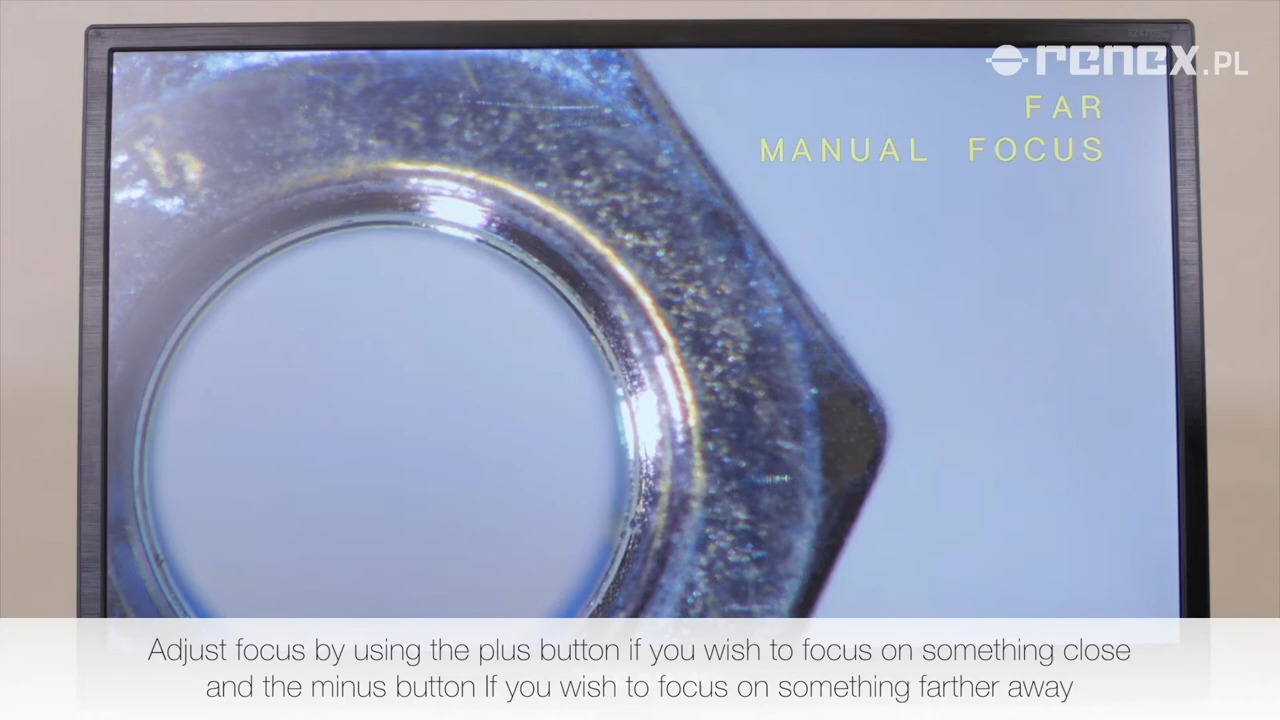 renex.PL
FAR
MANUAL FOCUS
Adjust focus by using the plus button if you wish to focus on something close
and the minus button If you wish to focus on something farther away